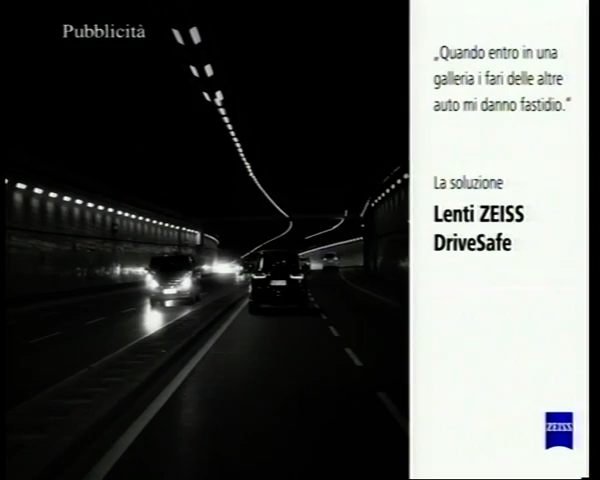 Pubblicità
„Quando entro in una
galleria i fari delle altre
auto mi danno fastidio.“
La soluzione
Lenti ZEISS
DriveSafe
ZEISS